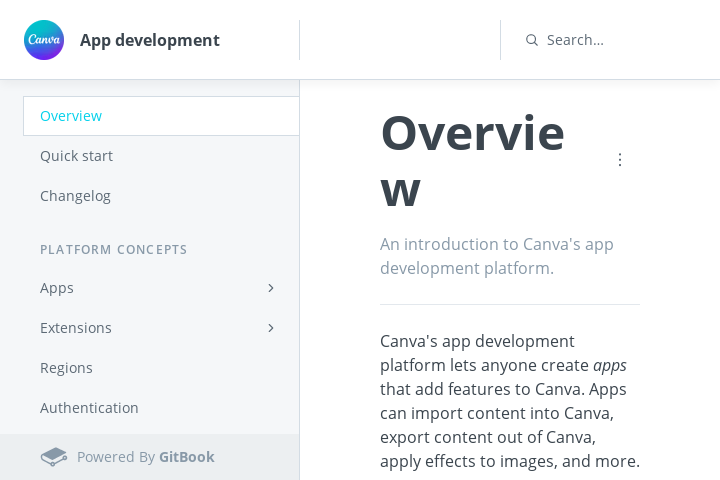 Canva
App development
Search...
Overview
Quick start
Changelog
PLATFORM CONCEPTS
Apps
Extensions
Regions
Authentication
Powered By GitBook
Overvie
w
An introduction to Canva's app
development platform.
Canva's app development
platform lets anyone create apps
that add features to Canva. Apps
can import content into Canva,
export content out of Canva,
apply effects to images, and more.